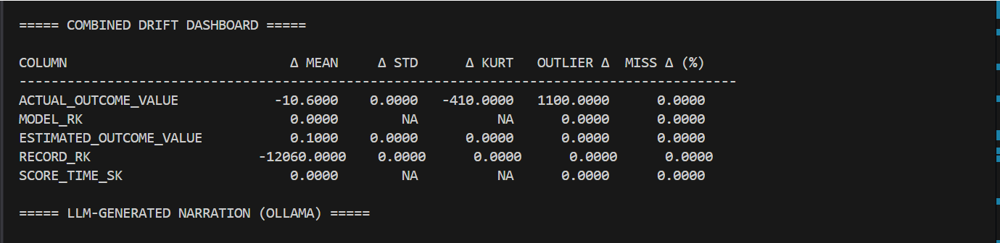 ===== COMBINED DRIFT DASHBOARD =====
COLUMN Δ MEAN Δ STD Δ KURT OUTLIER Δ MISS Δ (%)
------------------------------------------------------------------------------------------
ACTUAL_OUTCOME_VALUE -10.6000 0.0000 -410.0000 1100.0000 0.0000
MODEL_RK 0.0000 NA NA 0.0000 0.0000
ESTIMATED_OUTCOME_VALUE 0.1000 0.0000 0.0000 0.0000 0.0000
RECORD_RK -12060.0000 0.0000 0.0000 0.0000 0.0000
SCORE_TIME_SK 0.0000 NA NA 0.0000 0.0000
===== LLM-GENERATED NARRATION (OLLAMA) =====